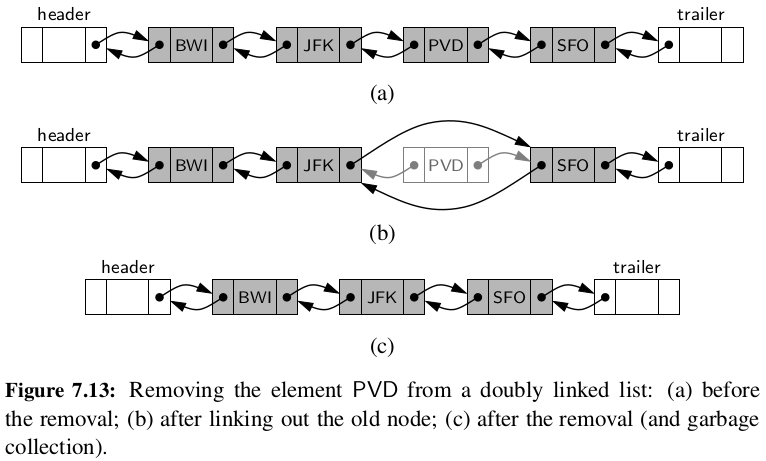 header trailer
BWI JFK PVD SFO
(a)
header trailer
BWI JFK PVD SFO
(b)
header trailer
BWI JFK SFO
(c)
Figure 7.13: Removing the element PVD from a doubly linked list: (a) before
the removal; (b) after linking out the old node; (c) after the removal (and garbage
collection).